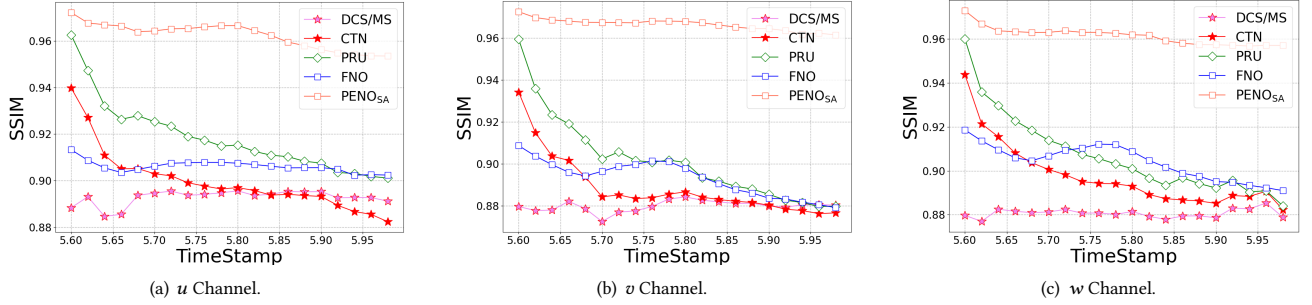 SSIM
0.96
0.94
0.92
0.90
0.88
5.60
5.65
5.70
5.75
5.80
5.85
5.90
5.95
TimeStamp
DCS/MS
CTN
PRU
FNO
PENO_SA
(a) u Channel.
SSIM
0.96
0.94
0.92
0.90
0.88
5.60
5.65
5.70
5.75
5.80
5.85
5.90
5.95
TimeStamp
DCS/MS
CTN
PRU
FNO
PENO_SA
(b) v Channel.
SSIM
0.96
0.94
0.92
0.90
0.88
5.60
5.65
5.70
5.75
5.80
5.85
5.90
5.95
TimeStamp
DCS/MS
CTN
PRU
FNO
PENO_SA
(c) w Channel.